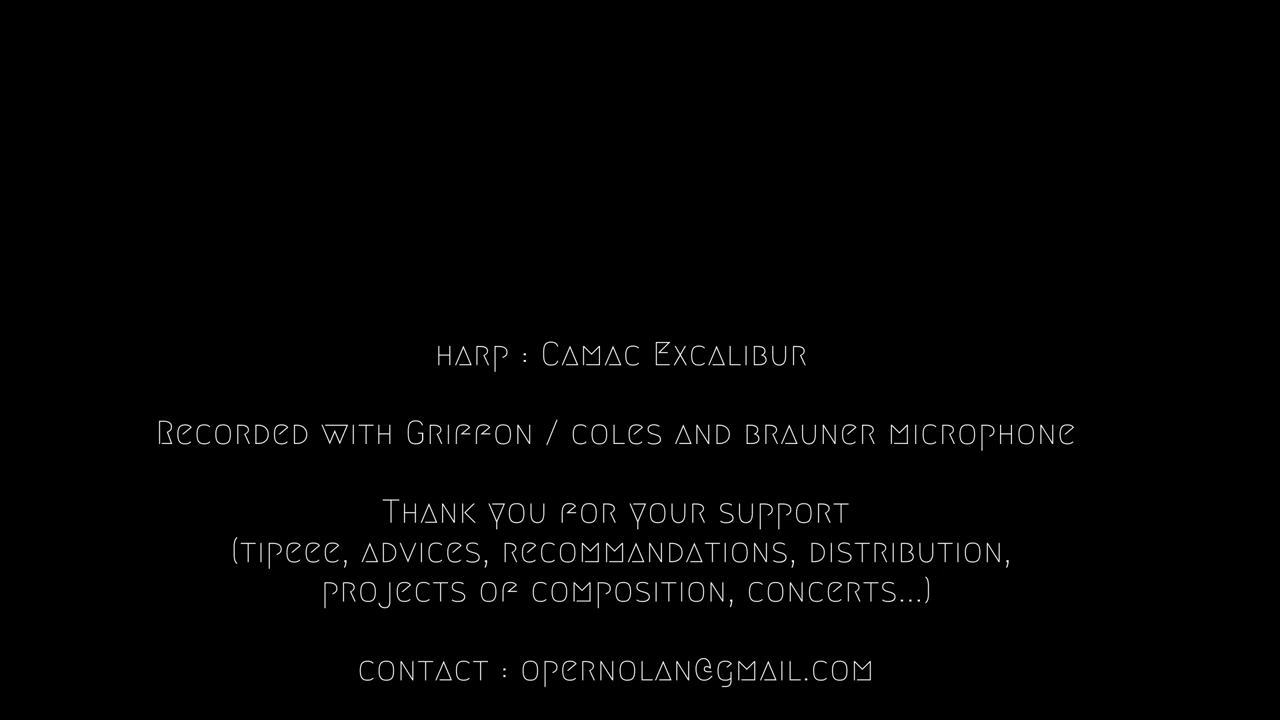 harp : Camac Excalibur
Recorded with Griffon / coles and brauner microphone
Thank you for your support
(tipeee, advices, recommandations, distribution,
projects of composition, concerts...)
contact : opernolan@gmail.com